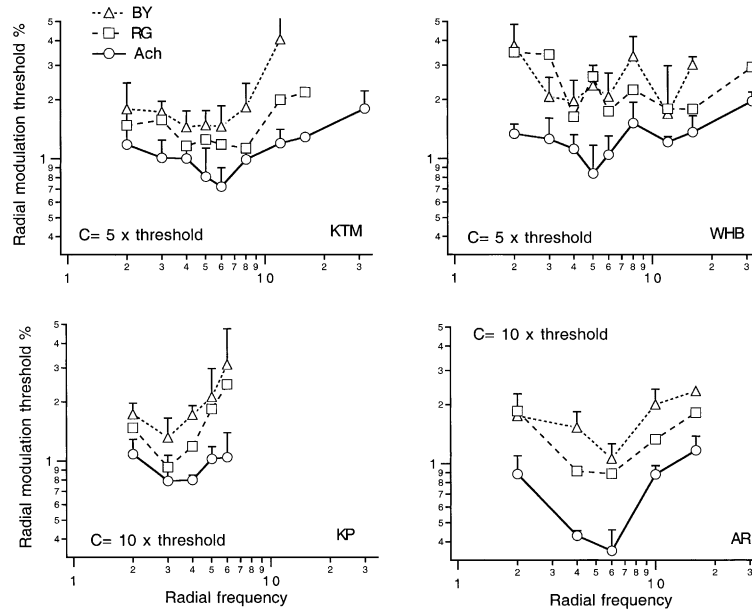 BY
RG
Ach
Radial modulation threshold %
5
4
3
2
1
9
8
7
6
5
4
C= 5 x threshold
KTM
1 2 3 4 5 6 7 8 9 10 2 3
5
4
3
2
1
9
8
7
6
5
4
C= 5 x threshold
WHB
1 2 3 4 5 6 7 8 9 10 2 3
Radial modulation threshold %
5
4
3
2
1
9
8
7
6
5
4
C= 10 x threshold
KP
1 2 3 4 5 6 7 8 9 10 2 3
Radial frequency
5
4
3
2
1
9
8
7
6
5
4
C= 10 x threshold
AR
1 2 3 4 5 6 7 8 9 10 2 3
Radial frequency